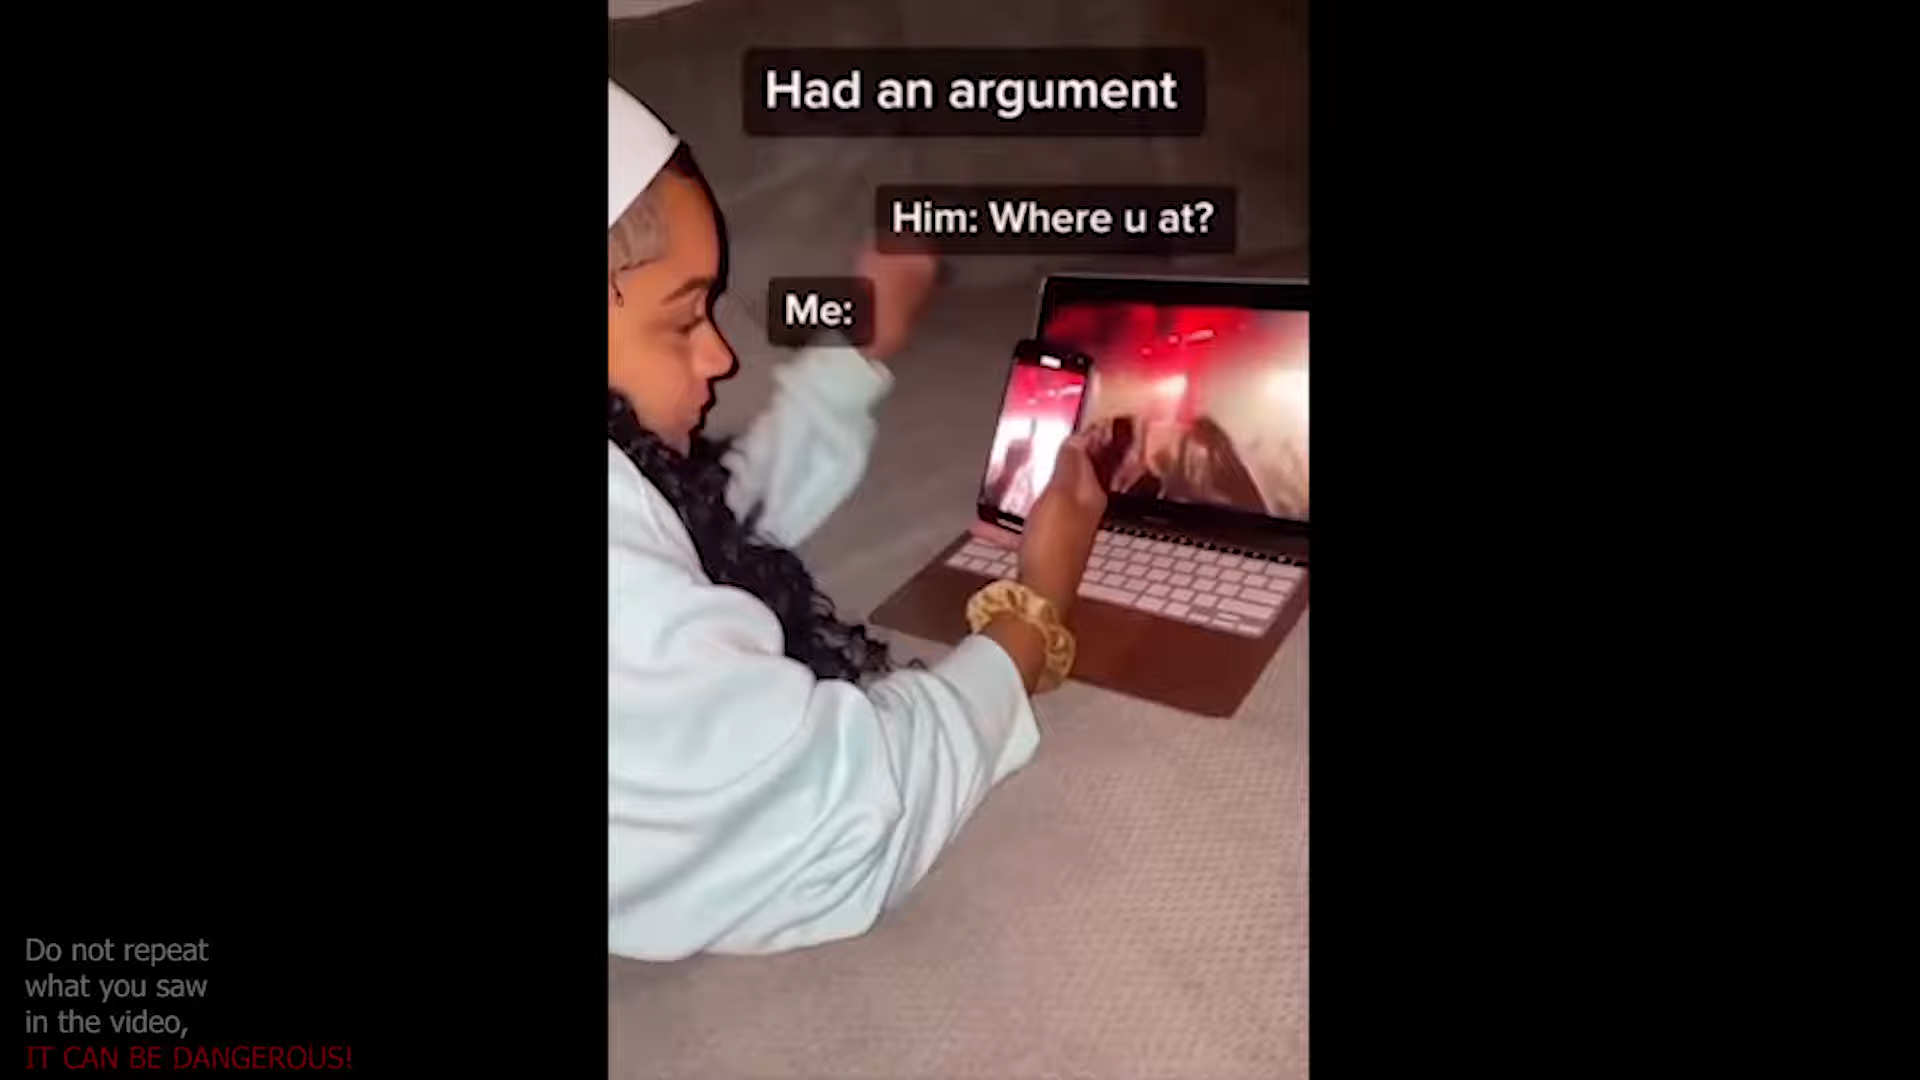 Had an argument
Him: Where u at?
Me:
Do not repeat
what you saw
in the video,
IT CAN BE DANGEROUS!